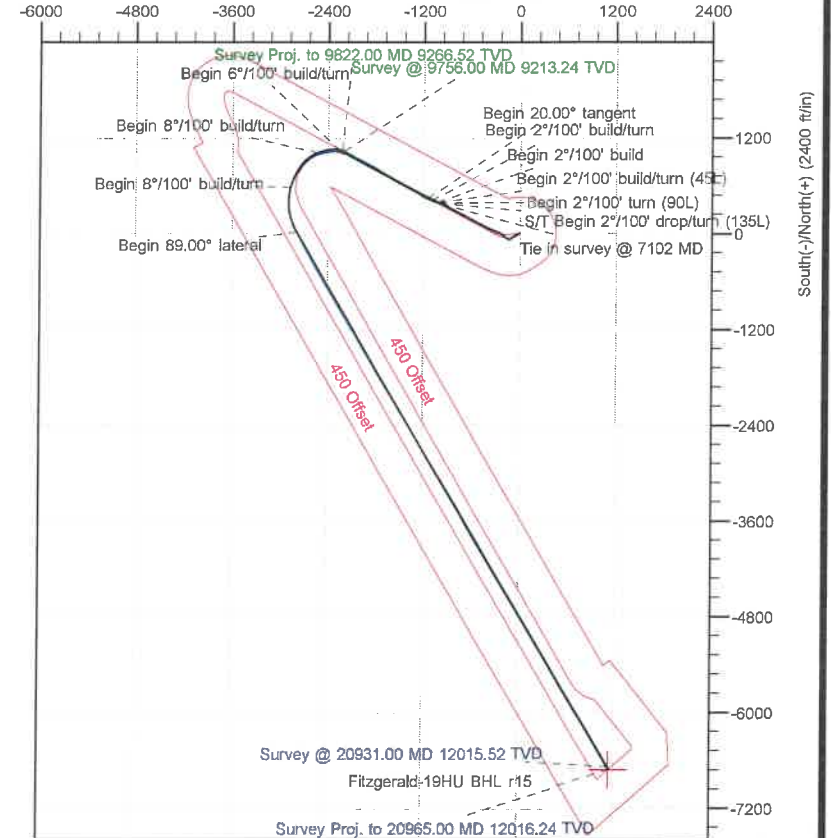 -6000 -4800 -3600 -2400 -1200 0 1200 2400
Survey Proj. to 9822.00 MD 9266.52 TVD
Survey @ 9756.00 MD 9213.24 TVD
Begin 6°/100' build/turn
Begin 20.00° tangent
Begin 8°/100' build/turn
Begin 2°/100' build/turn
Begin 2°/100' build
Begin 8°/100' build/turn
Begin 2°/100' build/turn (45L)
Begin 2°/100' turn (90L)
S/T Begin 2°/100' drop/turn (135L)
Begin 89.00° lateral
Tie in survey @ 7102 MD
1200
0
-1200
-2400
-3600
-4800
-6000
-7200
South(-)/North(+) (2400 ft/in)
450 Offset
450 Offset
Survey @ 20931.00 MD 12015.52 TVD
Fitzgerald-19HU BHL r15
Survey Proj. to 20965.00 MD 12016.24 TVD